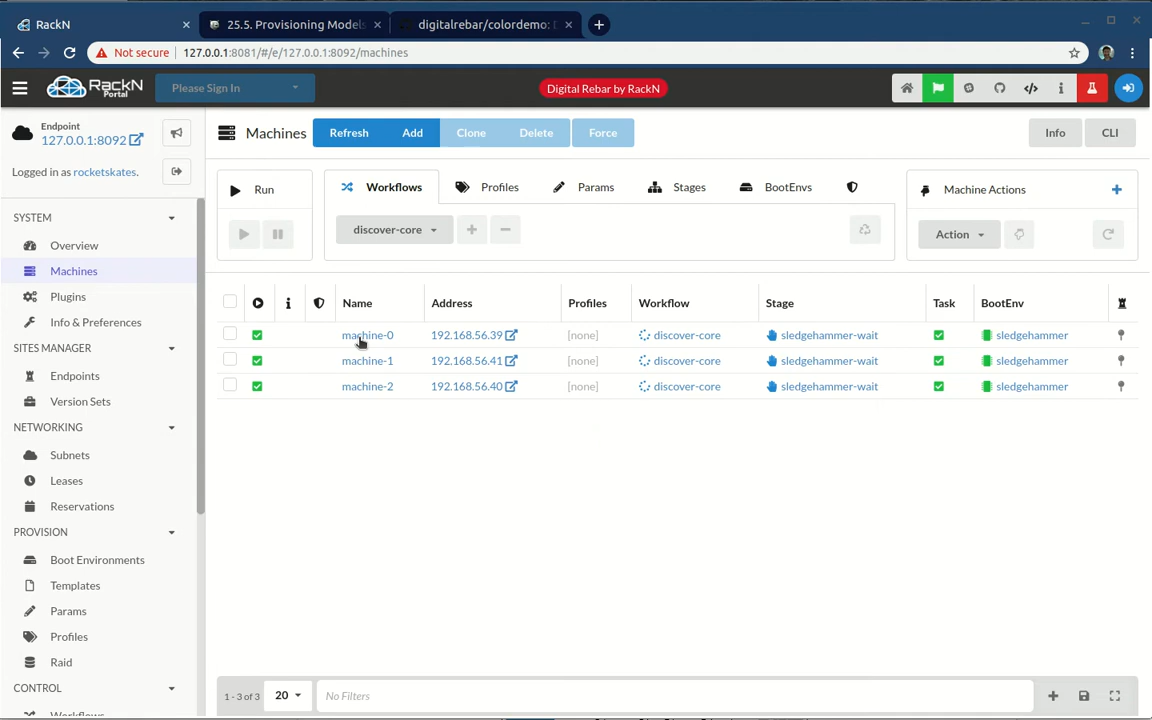 RackN
25.5. Provisioning Models
digitalrebar/colordemo: D
Not secure
127.0.0.1:8081/#/e/127.0.0.1:8092/machines
RackN
Portal
Please Sign In
Digital Rebar by RackN
Endpoint
127.0.0.1:8092
Logged in as rocketskates.
Machines
Refresh
Add
Clone
Delete
Force
Info
CLI
Run
Workflows
Profiles
Params
Stages
BootEnvs
discover-core
Machine Actions
Action
SYSTEM
Overview
Machines
Plugins
Info & Preferences
SITES MANAGER
Endpoints
Version Sets
NETWORKING
Subnets
Leases
Reservations
PROVISION
Boot Environments
Templates
Params
Profiles
Raid
CONTROL
Workflows
Name Address Profiles Workflow Stage Task BootEnv
machine-0 192.168.56.39 [none] discover-core sledgehammer-wait sledgehammer
machine-1 192.168.56.41 [none] discover-core sledgehammer-wait sledgehammer
machine-2 192.168.56.40 [none] discover-core sledgehammer-wait sledgehammer
1 - 3 of 3
20
No Filters